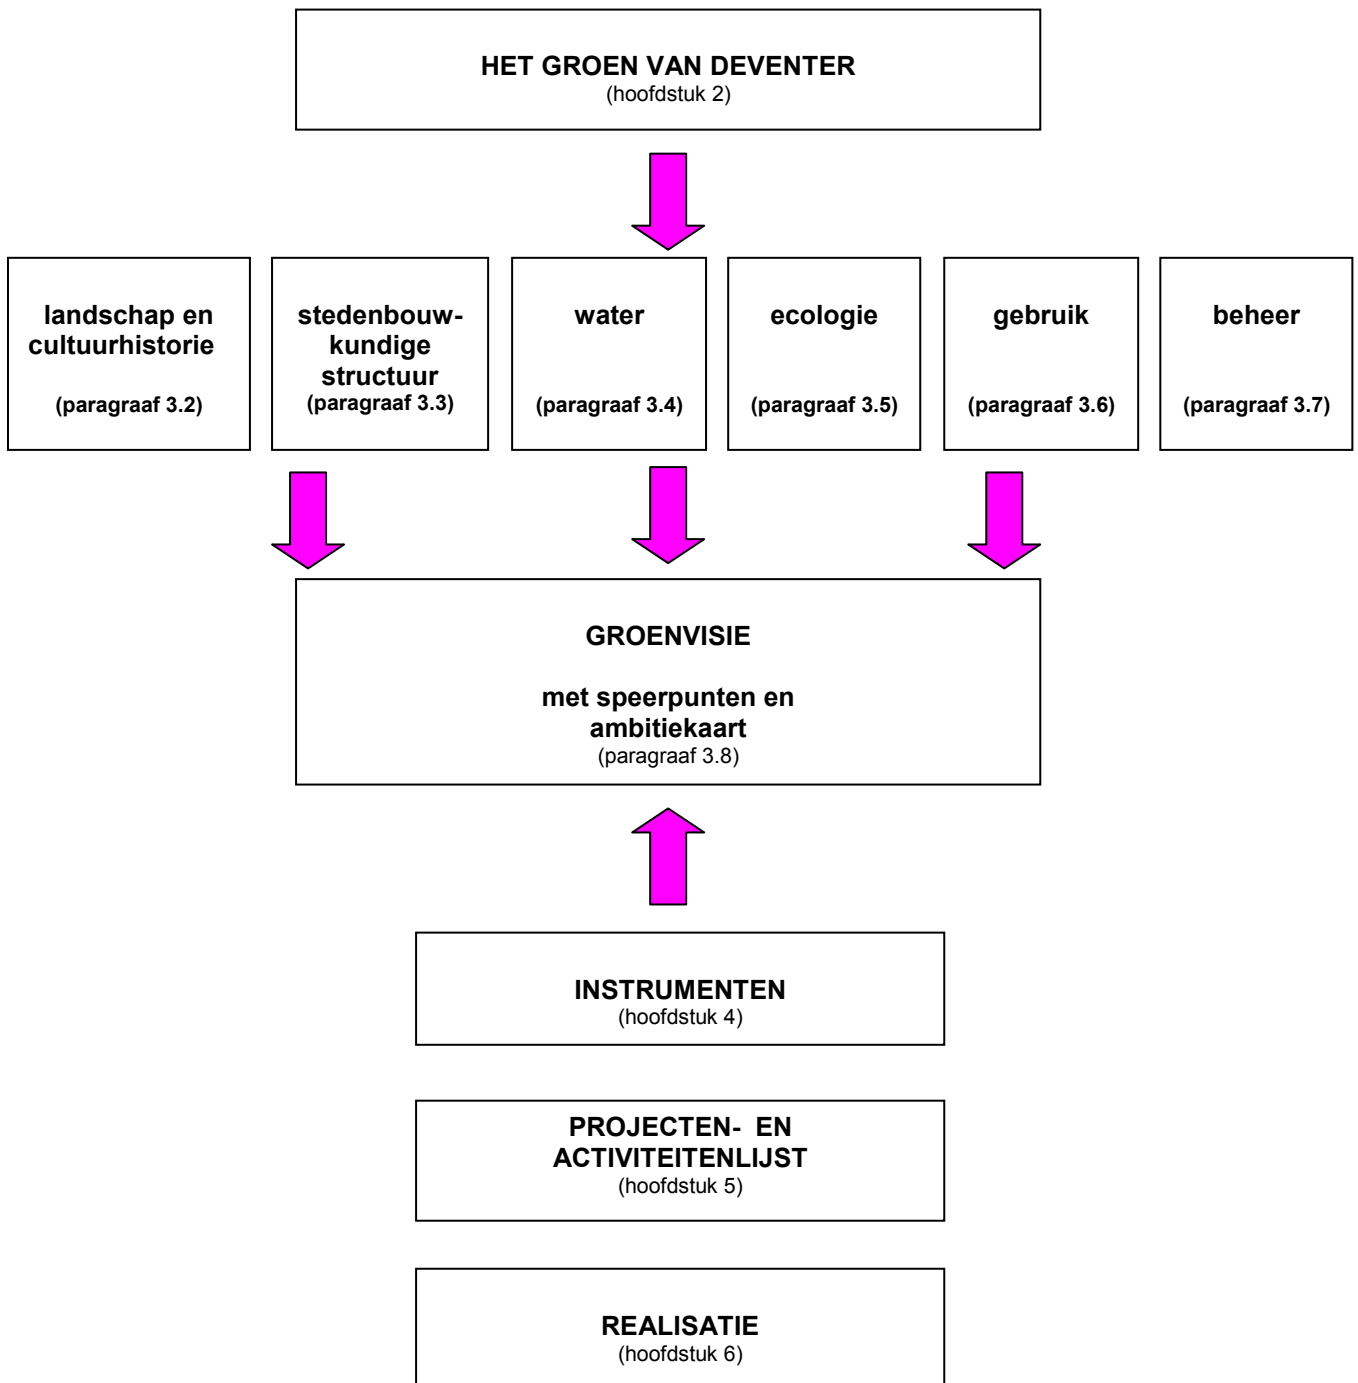 HET GROEN VAN DEVENTER
(hoofdstuk 2)
landschap en
cultuurhistorie
(paragraaf 3.2)
stedenbouw-
kundige
structuur
(paragraaf 3.3)
water
(paragraaf 3.4)
ecologie
(paragraaf 3.5)
gebruik
(paragraaf 3.6)
beheer
(paragraaf 3.7)
GROENVISIE
met speerpunten en
ambitiekaart
(paragraaf 3.8)
INSTRUMENTEN
(hoofdstuk 4)
PROJECTEN- EN
ACTIVITEITENLIJST
(hoofdstuk 5)
REALISATIE
(hoofdstuk 6)